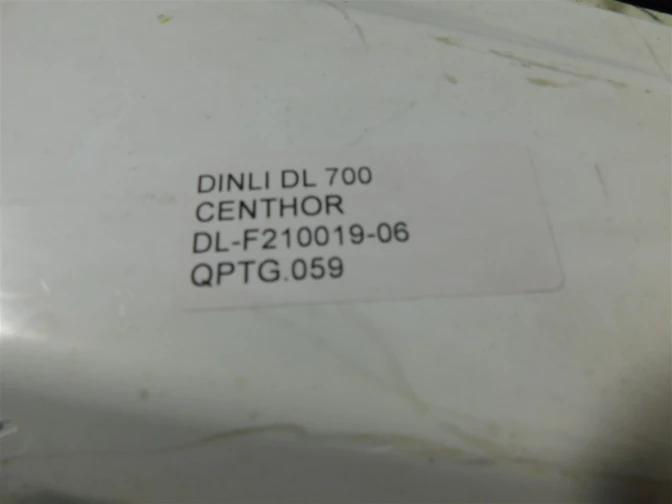 DINLI DL 700
CENTHOR
DL-F210019-06
QPTG.059